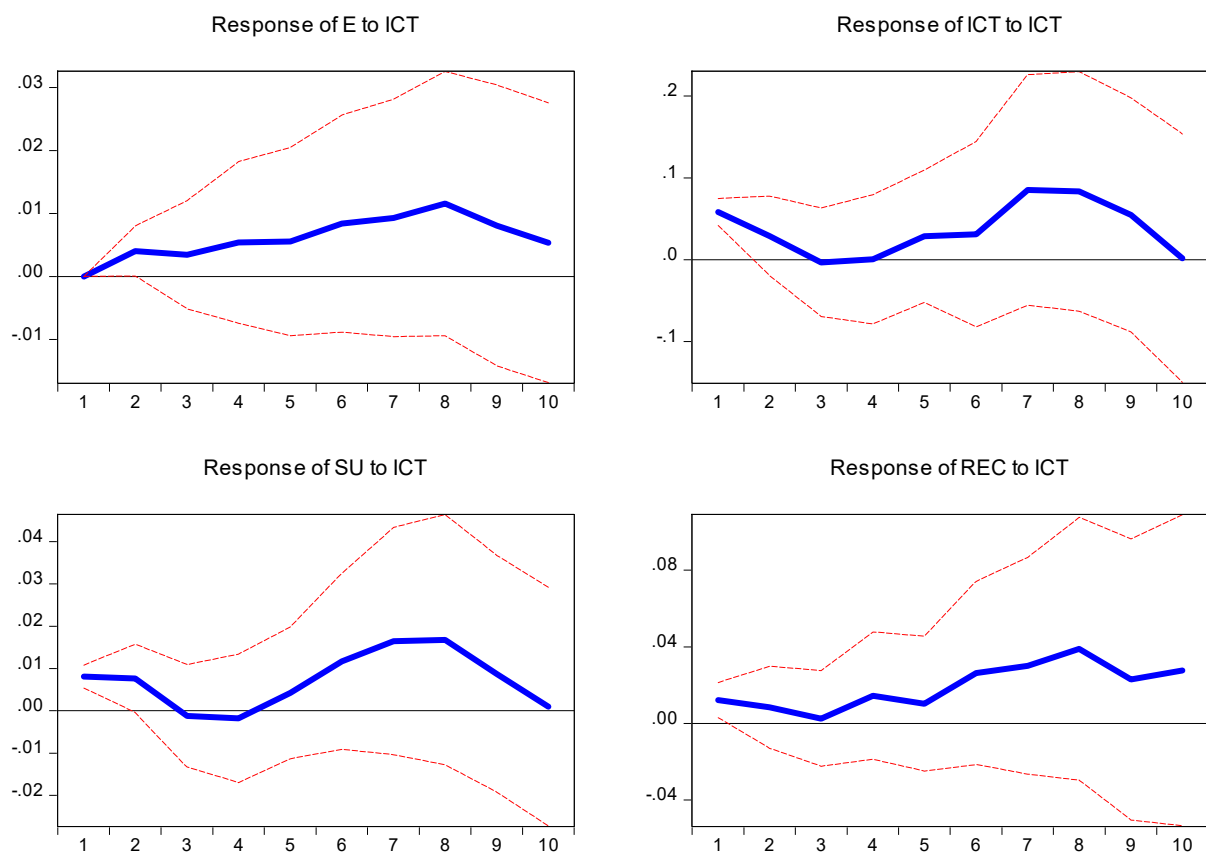 Response of E to ICT
.03
.02
.01
.00
-.01
1 2 3 4 5 6 7 8 9 10
Response of ICT to ICT
.2
.1
.0
-.1
1 2 3 4 5 6 7 8 9 10
Response of SU to ICT
.04
.03
.02
.01
.00
-.01
-.02
1 2 3 4 5 6 7 8 9 10
Response of REC to ICT
.08
.04
.00
-.04
1 2 3 4 5 6 7 8 9 10